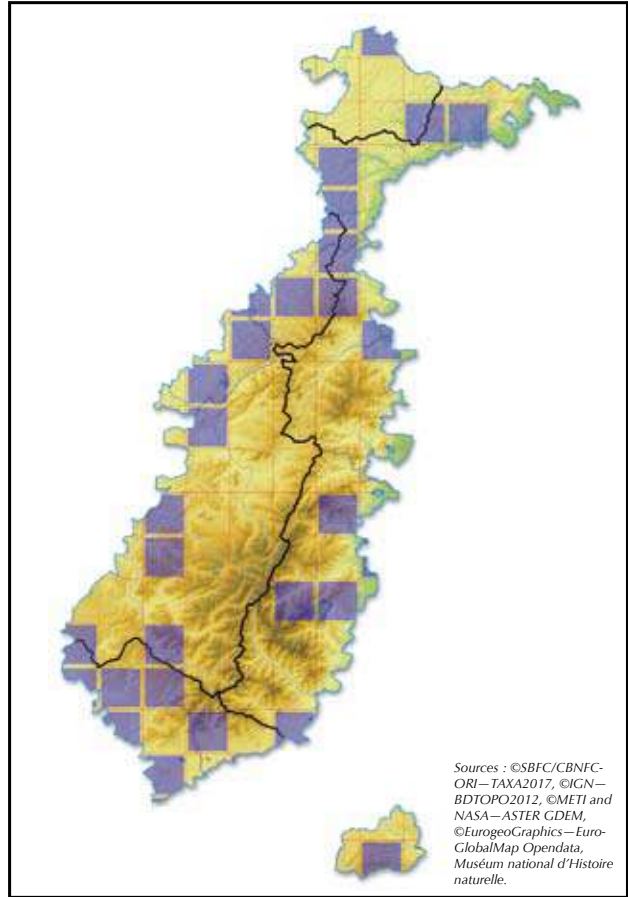 Sources : ©SBFC/CBNFC-
ORI—TAXA2017, ©IGN—
BDTOPO2012, ©METI and
NASA—ASTER GDEM,
©EurogeoGraphics—Euro-
GlobalMap Opendata,
Muséum national d'Histoire
naturelle.